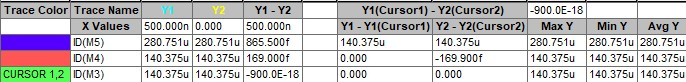 Trace Color Trace Name Y1 Y2 Y1 - Y2 Y1(Cursor1) - Y2(Cursor2) -900.0E-18
X Values 500.000n 0.000 500.000n Y1 - Y1(Cursor1) Y2 - Y2(Cursor2) Max Y Min Y Avg Y
ID(M5) 280.751u 280.751u 865.500f 140.375u 140.375u 280.751u 280.751u 280.751u
ID(M4) 140.375u 140.375u 169.000f 0.000 -169.900f 140.375u 140.375u 140.375u
CURSOR 1,2 ID(M3) 140.375u 140.375u -900.0E-18 0.000 0.000 140.375u 140.375u 140.375u